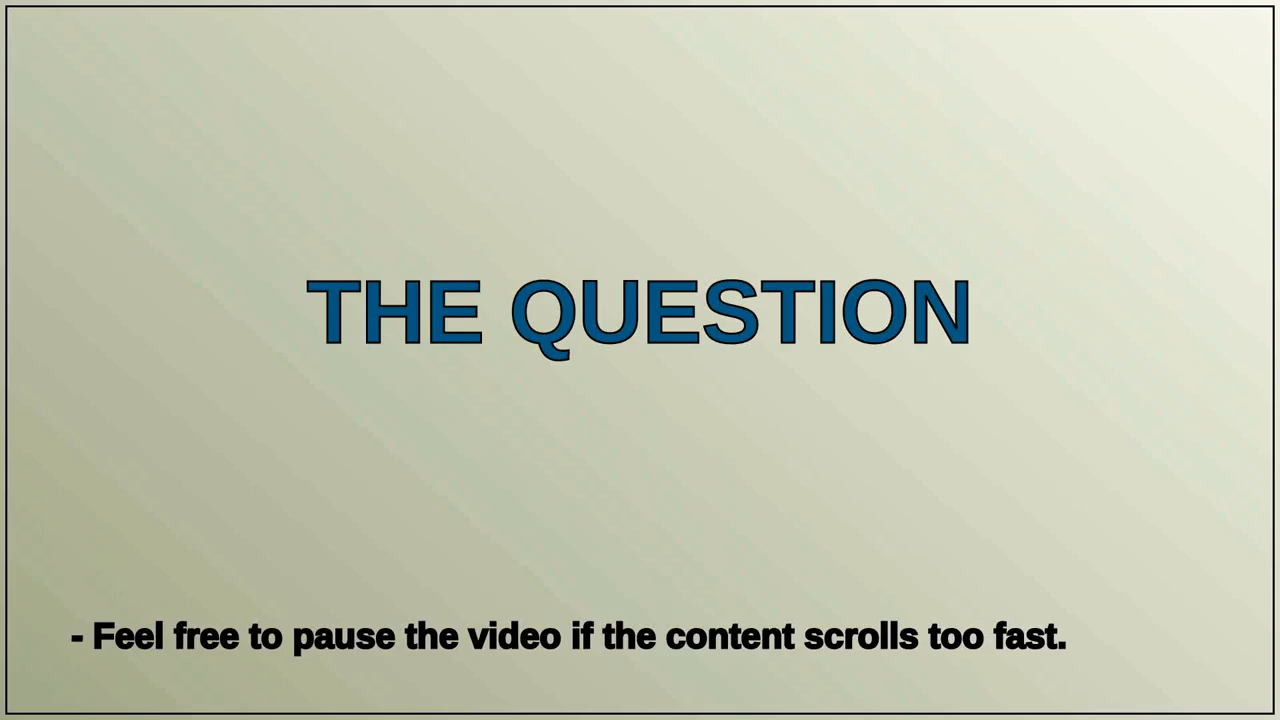 THE QUESTION
- Feel free to pause the video if the content scrolls too fast.